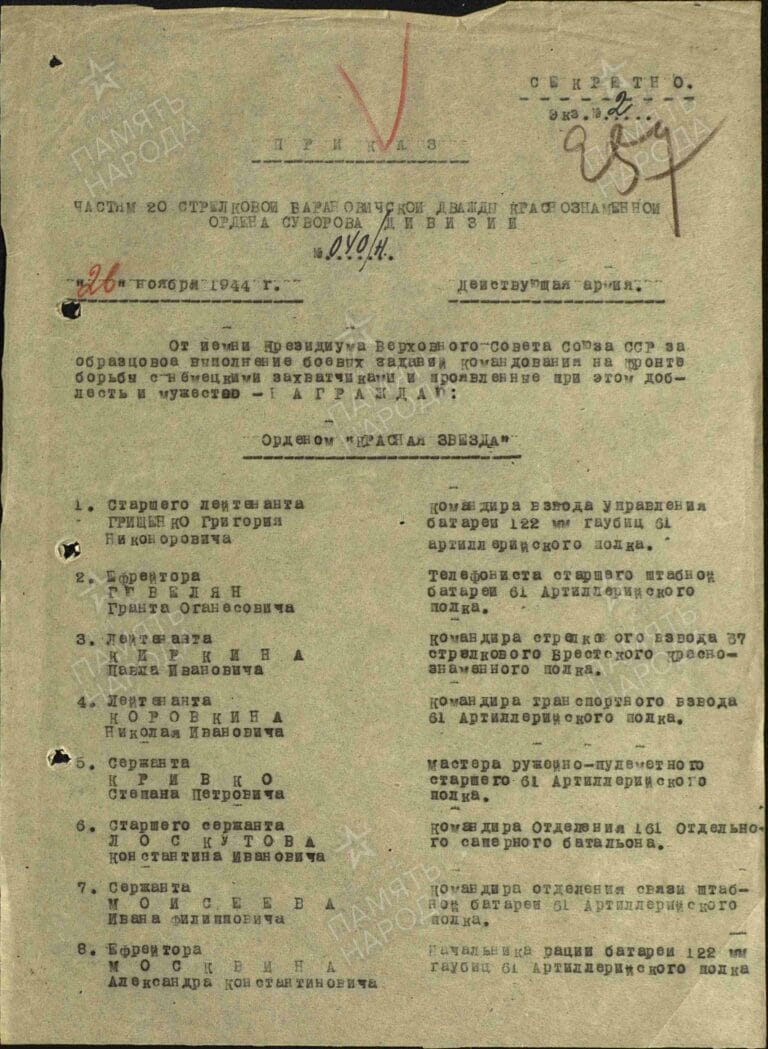 СЕКРЕТНО.
Экз.№ 2
257
ПРИКАЗ
ЧАСТЯМ 20 СТРЕЛКОВОЙ БАРАНОВИЧСКОЙ ДВАЖДЫ КРАСНОЗНАМЕННОЙ
ОРДЕНА СУВОРОВА ДИВИЗИИ
№ 040/н.
"26" ноября 1944 г. Действующая армия.
От имени Президиума Верховного Совета Союза ССР за
образцовое выполнение боевых заданий командования на фронте
борьбы с немецкими захватчиками и проявленные при этом доб-
лесть и мужество - НАГРАЖДАЮ:
Орденом "КРАСНАЯ ЗВЕЗДА"
1. Старшего лейтенанта
ГРИЩЕНКО Григория
Никоноровича
командира взвода управления
батареи 122 мм гаубиц 61
артиллерийского полка.
2. Ефрейтора
ГЕВЕЛЯН
Гранта Оганесовича
Телефониста старшего штабной
батареи 61 Артиллерийского
полка.
3. Лейтенанта
КИРКИНА
Павла Ивановича
командира стрелкового взвода 37
стрелкового Брестского красно-
знаменного полка.
4. Лейтенанта
КОРОВКИНА
Николая Ивановича
командира транспортного взвода
61 Артиллерийского полка.
5. Сержанта
КРИВКО
Степана Петровича
мастера ружейно-пулеметного
старшего 61 Артиллерийского
полка.
6. Старшего сержанта
ЛОСКУТОВА
Константина Ивановича
командира Отделения 161 Отдельно-
го саперного батальона.
7. Сержанта
МОИСЕЕВА
Ивана Филипповича
командира отделения связи штаб-
ной батареи 61 Артиллерийского
полка.
8. Ефрейтора
МОСКВИНА
Александра Константиновича
Начальника рации батареи 122 мм
гаубиц 61 Артиллерийского полка
ПАМЯТЬ
НАРОДА